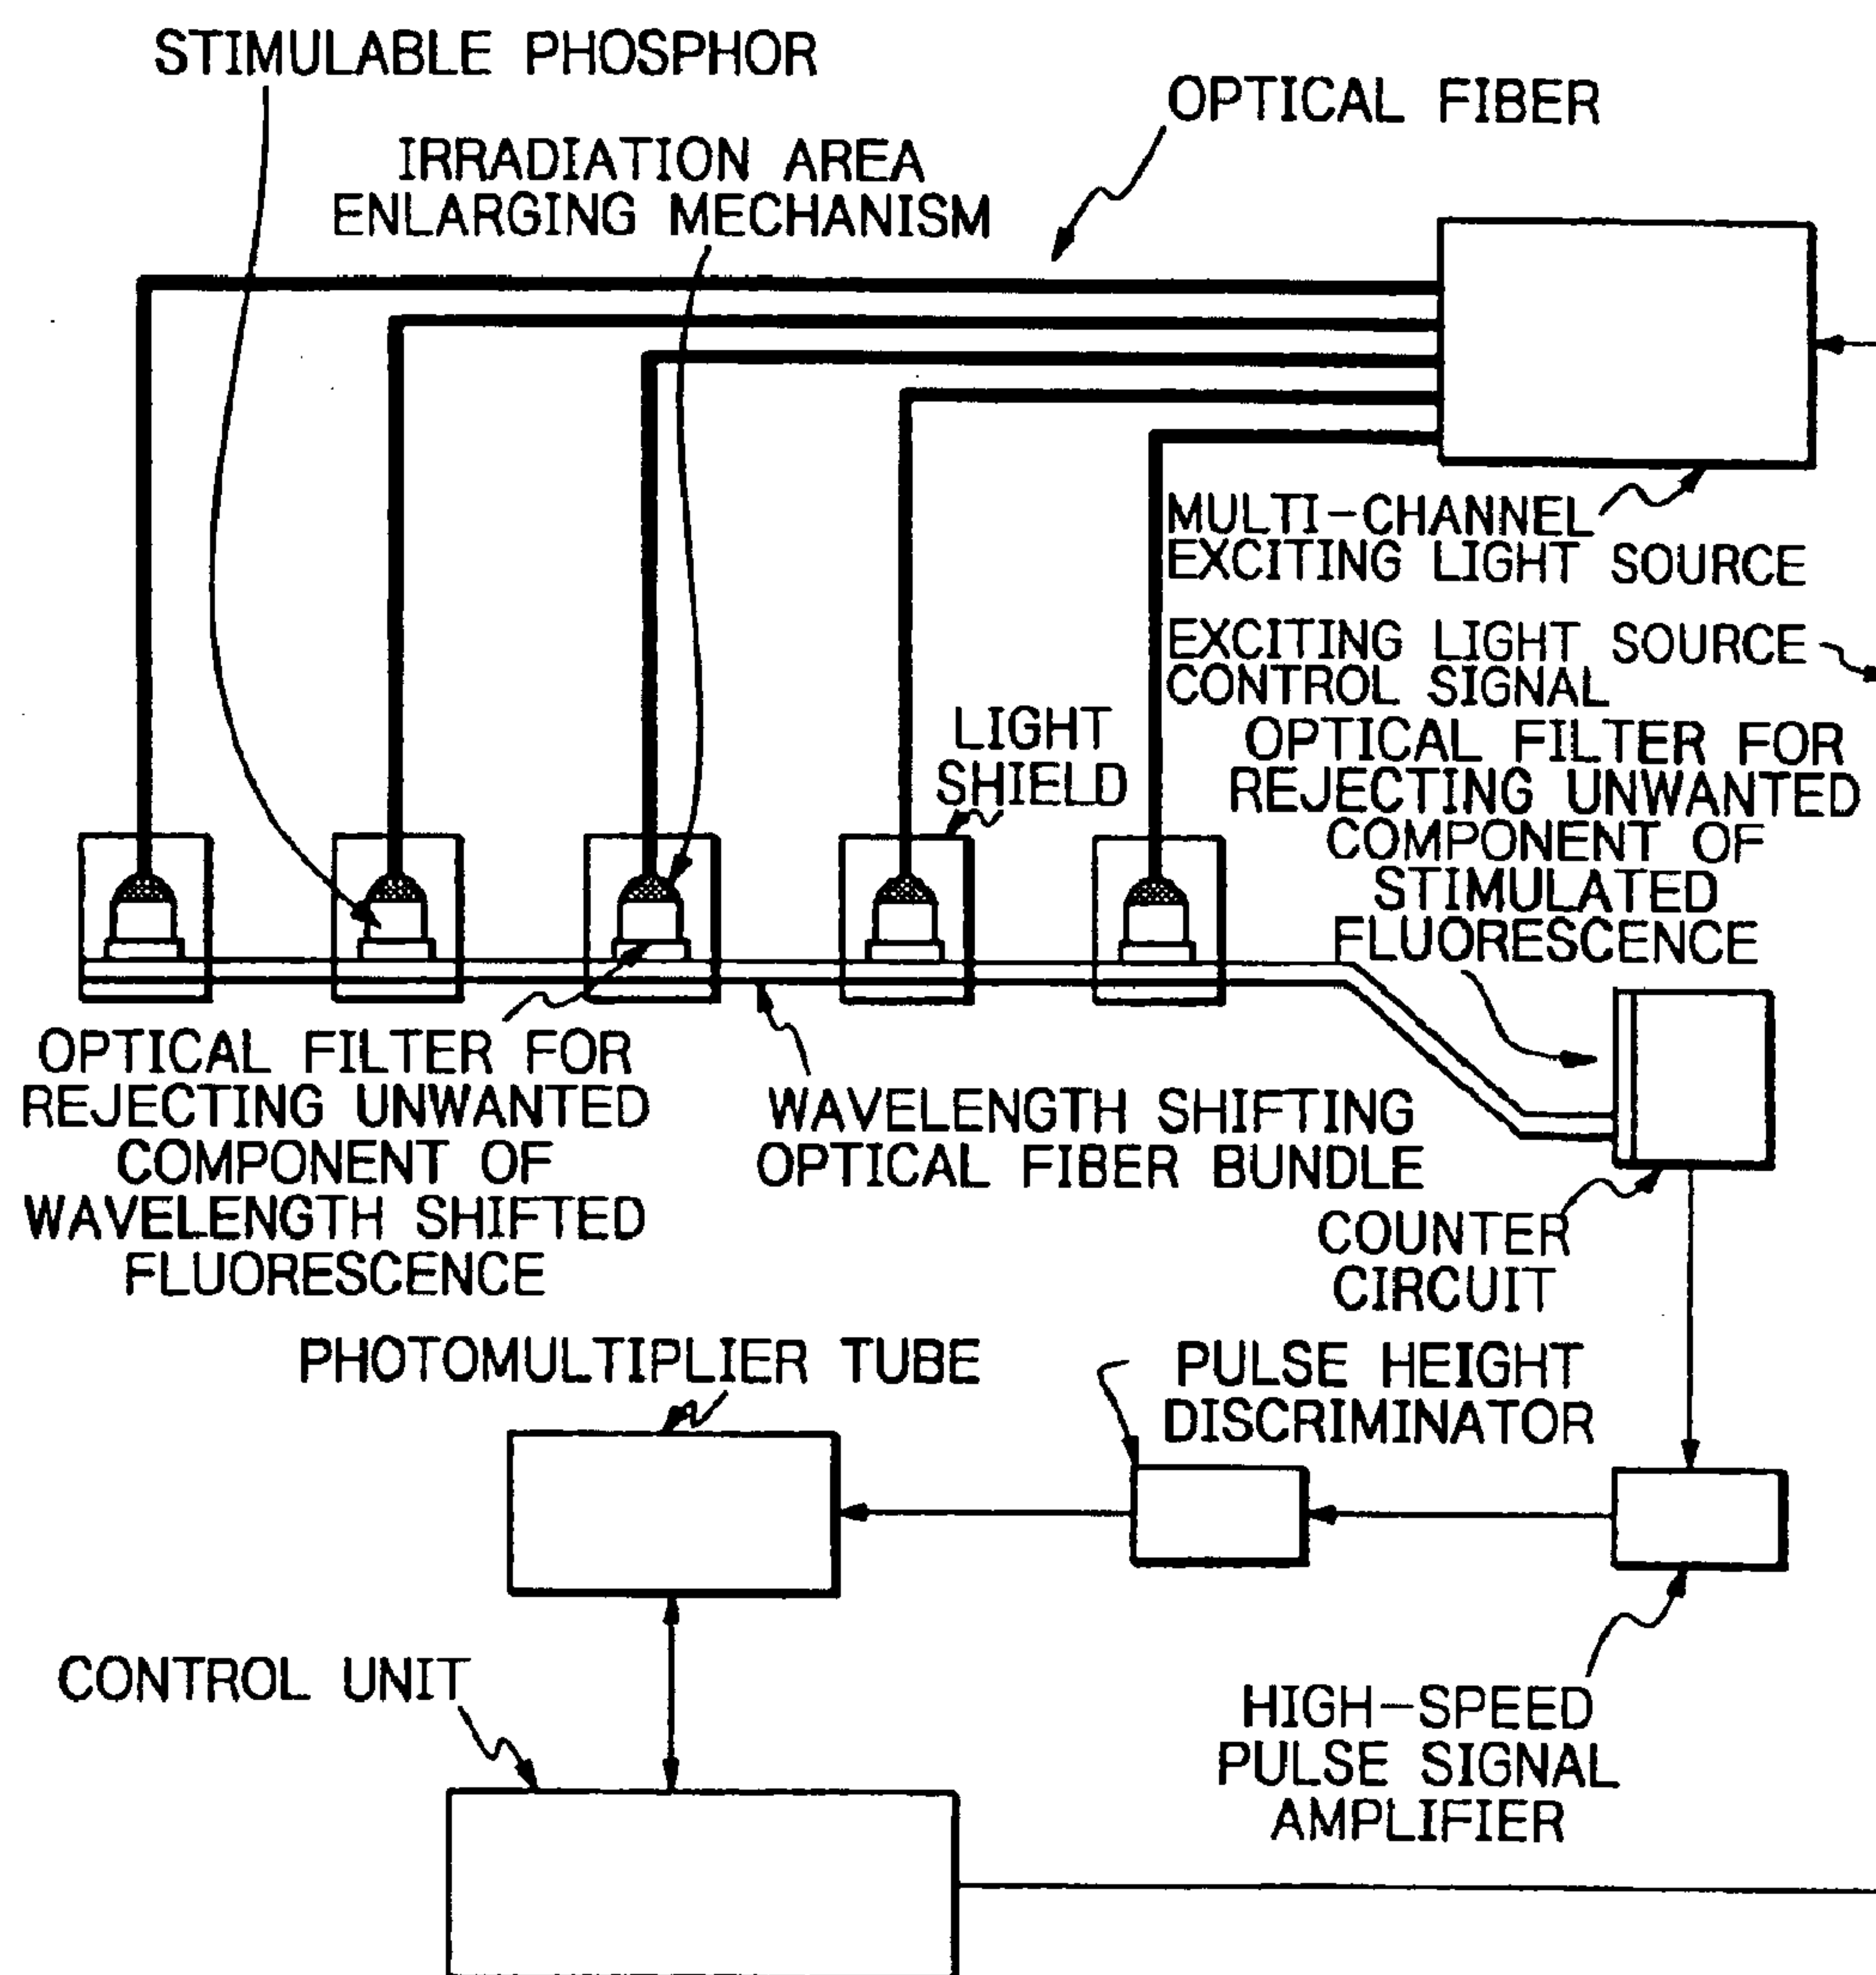 STIMULABLE PHOSPHOR
OPTICAL FIBER
IRRADIATION AREA
ENLARGING MECHANISM
MULTI-CHANNEL
EXCITING LIGHT SOURCE
EXCITING LIGHT SOURCE
CONTROL SIGNAL
LIGHT
SHIELD
OPTICAL FILTER FOR
REJECTING UNWANTED
COMPONENT OF
STIMULATED
FLUORESCENCE
OPTICAL FILTER FOR
REJECTING UNWANTED
COMPONENT OF
WAVELENGTH SHIFTED
FLUORESCENCE
WAVELENGTH SHIFTING
OPTICAL FIBER BUNDLE
COUNTER
CIRCUIT
PHOTOMULTIPLIER TUBE
PULSE HEIGHT
DISCRIMINATOR
CONTROL UNIT
HIGH-SPEED
PULSE SIGNAL
AMPLIFIER